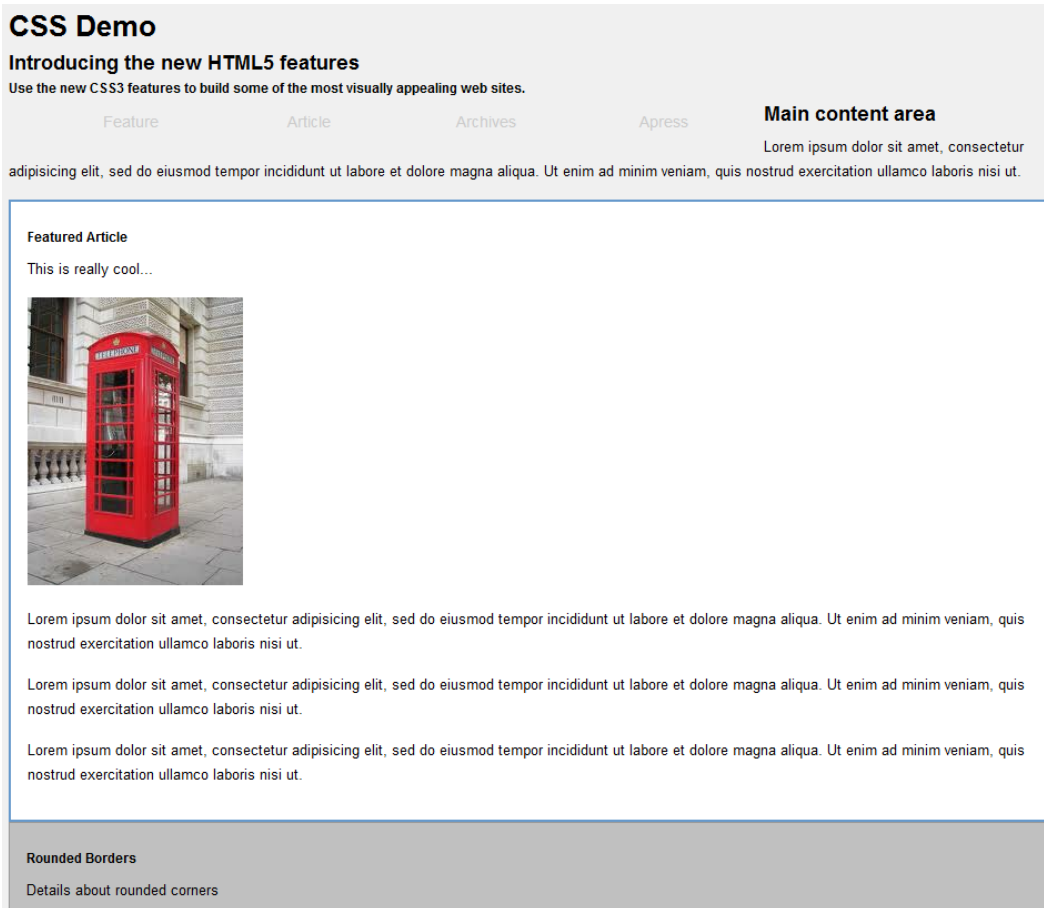 CSS Demo
Introducing the new HTML5 features
Use the new CSS3 features to build some of the most visually appealing web sites.
Feature Article Archives Apress
Main content area
Lorem ipsum dolor sit amet, consectetur
adipisicing elit, sed do eiusmod tempor incididunt ut labore et dolore magna aliqua. Ut enim ad minim veniam, quis nostrud exercitation ullamco laboris nisi ut.
Featured Article
This is really cool...
TELEPHONE
Lorem ipsum dolor sit amet, consectetur adipisicing elit, sed do eiusmod tempor incididunt ut labore et dolore magna aliqua. Ut enim ad minim veniam, quis
nostrud exercitation ullamco laboris nisi ut.
Lorem ipsum dolor sit amet, consectetur adipisicing elit, sed do eiusmod tempor incididunt ut labore et dolore magna aliqua. Ut enim ad minim veniam, quis
nostrud exercitation ullamco laboris nisi ut.
Lorem ipsum dolor sit amet, consectetur adipisicing elit, sed do eiusmod tempor incididunt ut labore et dolore magna aliqua. Ut enim ad minim veniam, quis
nostrud exercitation ullamco laboris nisi ut.
Rounded Borders
Details about rounded corners